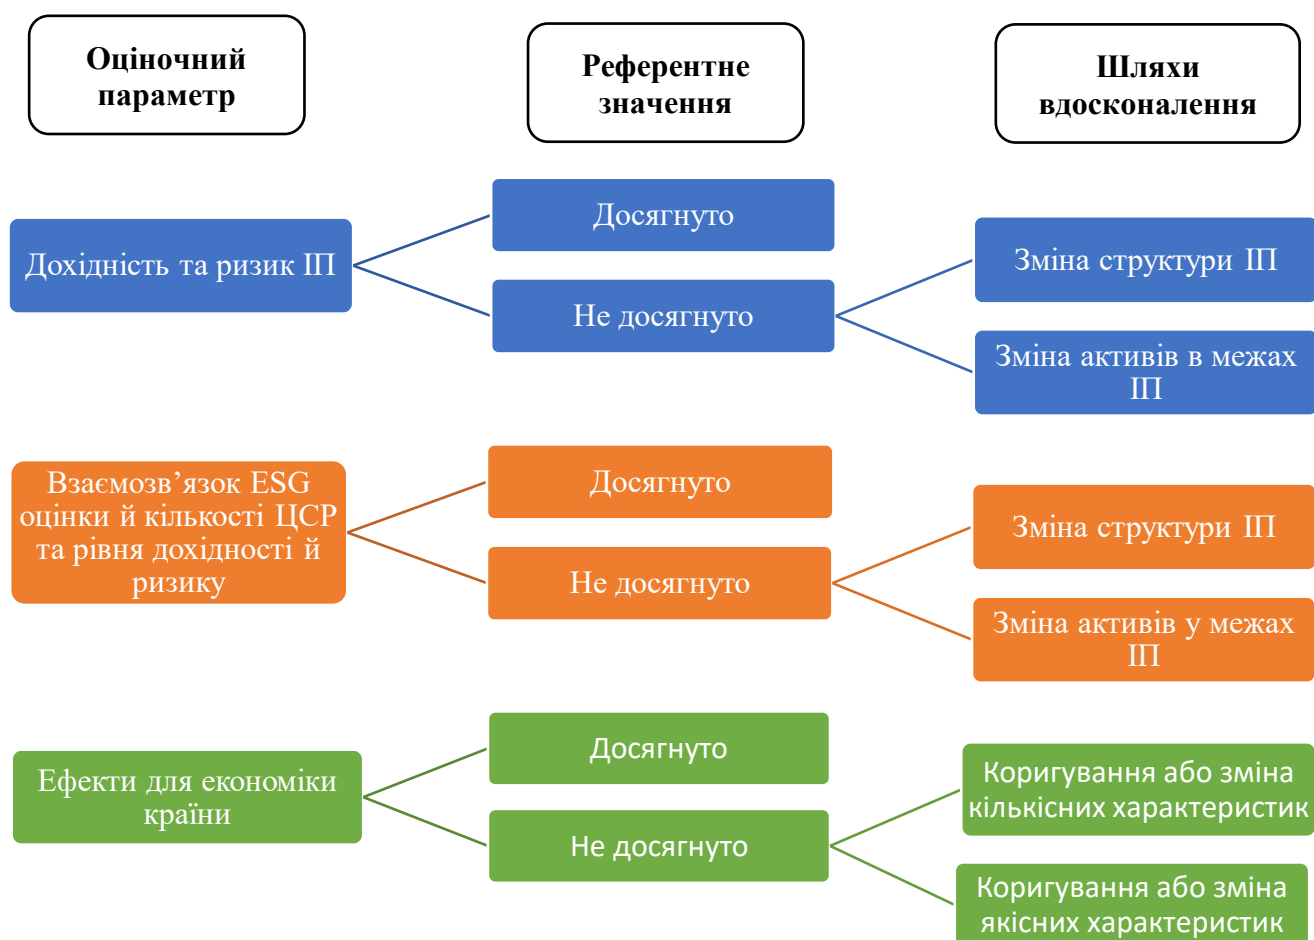 Оціночний
параметр
Референтне
значення
Шляхи
вдосконалення
Дохідність та ризик ІП
Досягнуто
Не досягнуто
Зміна структури ІП
Зміна активів в межах
ІП
Взаємозв’язок ESG
оцінки й кількості ЦСР
та рівня дохідності й
ризику
Досягнуто
Не досягнуто
Зміна структури ІП
Зміна активів у межах
ІП
Ефекти для економіки
країни
Досягнуто
Не досягнуто
Коригування або зміна
кількісних характеристик
Коригування або зміна
якісних характеристик